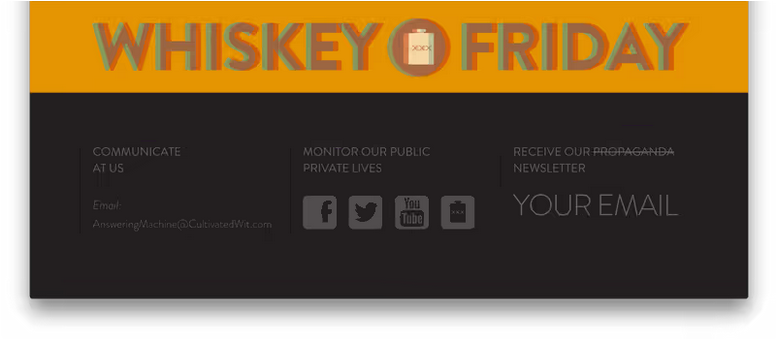 WHISKEY XXX FRIDAY
COMMUNICATE
AT US
Email:
AnsweringMachine@CultivatedWit.com
MONITOR OUR PUBLIC
PRIVATE LIVES
f You Tube XXX
RECEIVE OUR PROPAGANDA
NEWSLETTER
YOUR EMAIL